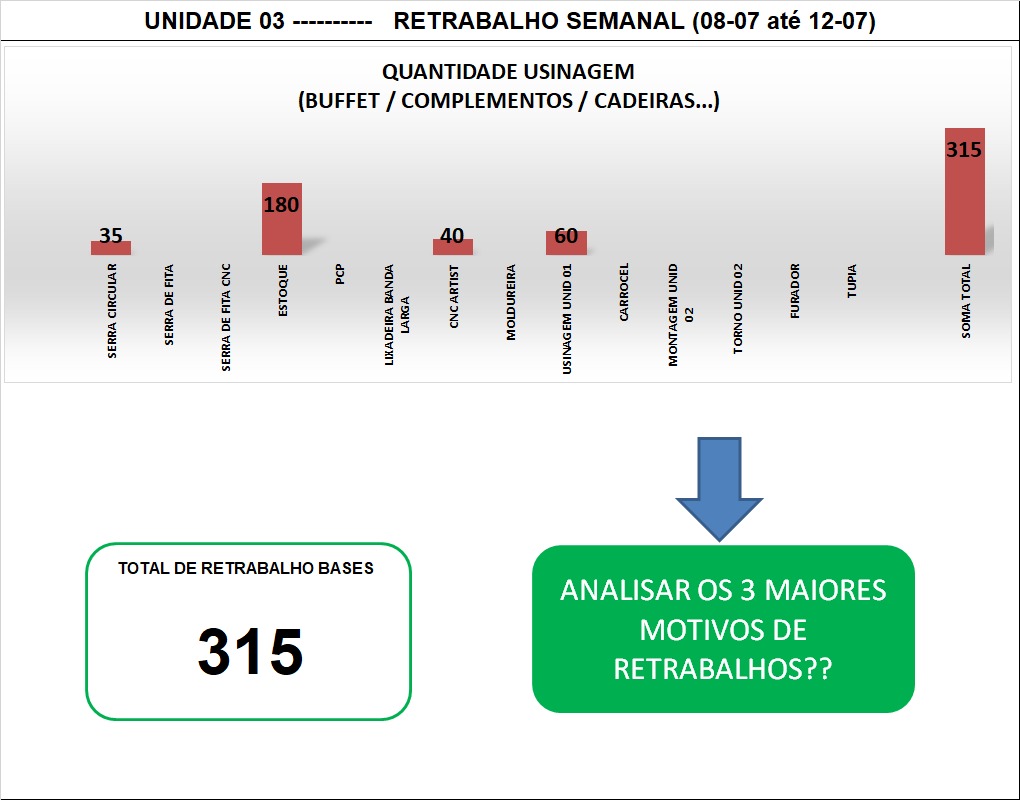 UNIDADE 03 ---------- RETRABALHO SEMANAL (08-07 até 12-07)
QUANTIDADE USINAGEM
(BUFFET / COMPLEMENTOS / CADEIRAS...)
35
180
40
60
315
SERRA CIRCULAR
SERRA DE FITA
SERRA DE FITA CNC
ESTOQUE
PCP
LIXADEIRA BANDA
LARGA
CNC ARTIST
MOLDUREIRA
USINAGEM UNID 01
CARROCEL
MONTAGEM UNID
02
TORNO UNID 02
FURADOR
TUPIA
SOMA TOTAL
TOTAL DE RETRABALHO BASES
315
ANALISAR OS 3 MAIORES
MOTIVOS DE
RETRABALHOS??